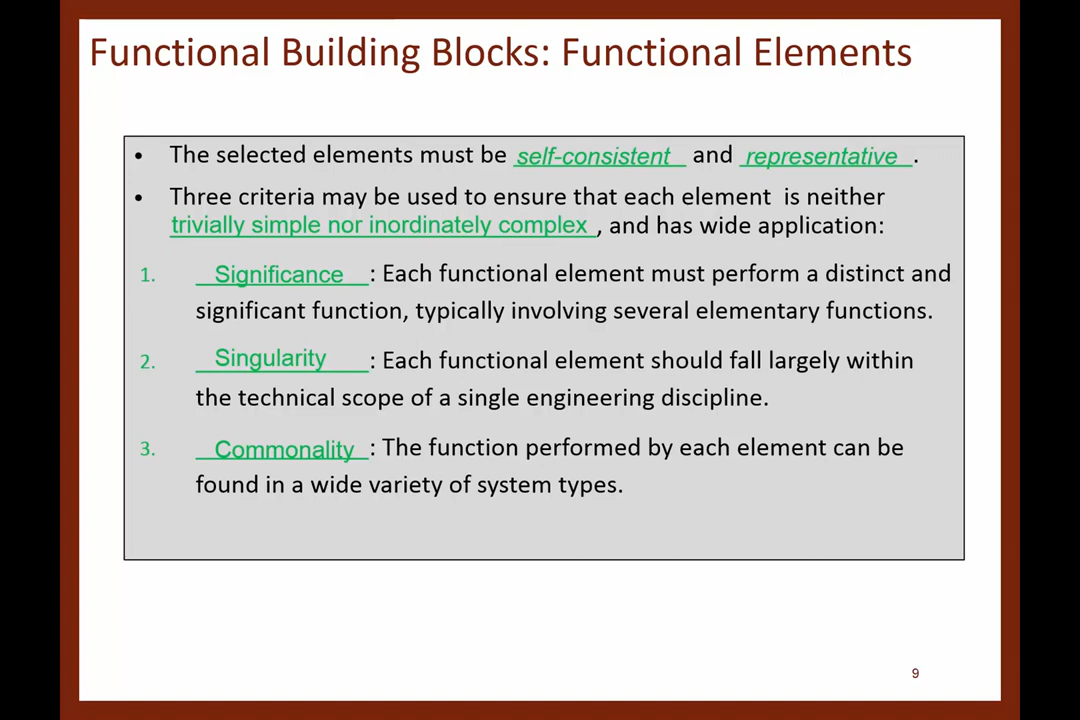 Functional Building Blocks: Functional Elements
• The selected elements must be self-consistent and representative.
• Three criteria may be used to ensure that each element is neither
trivially simple nor inordinately complex, and has wide application:
1. Significance: Each functional element must perform a distinct and
significant function, typically involving several elementary functions.
2. Singularity: Each functional element should fall largely within
the technical scope of a single engineering discipline.
3. Commonality: The function performed by each element can be
found in a wide variety of system types.
9